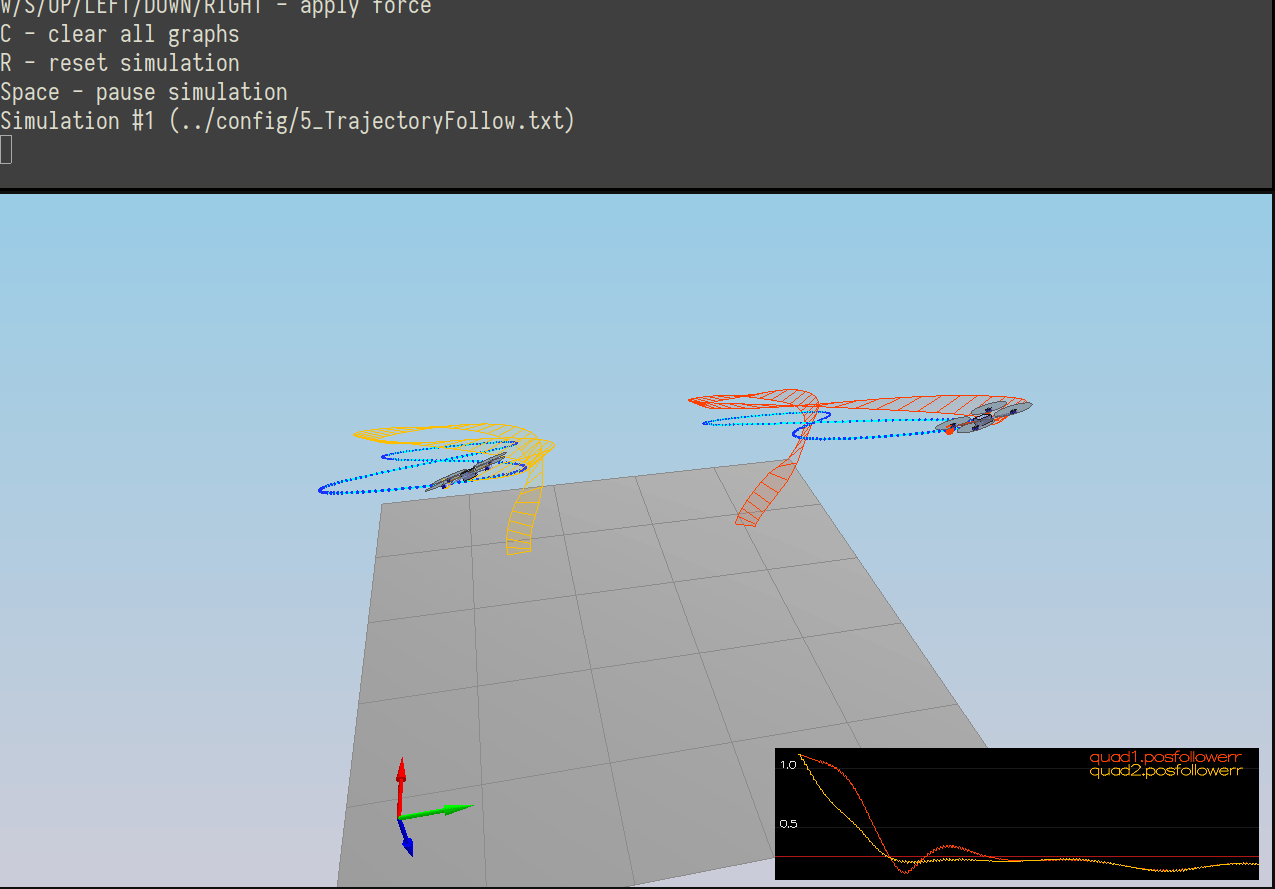 W/S/UP/LEFT/DOWN/RIGHT - apply force
C - clear all graphs
R - reset simulation
Space - pause simulation
Simulation #1 (../config/5_TrajectoryFollow.txt)
quad1.posfollowerr
1.0
quad2.posfollowerr
0.5